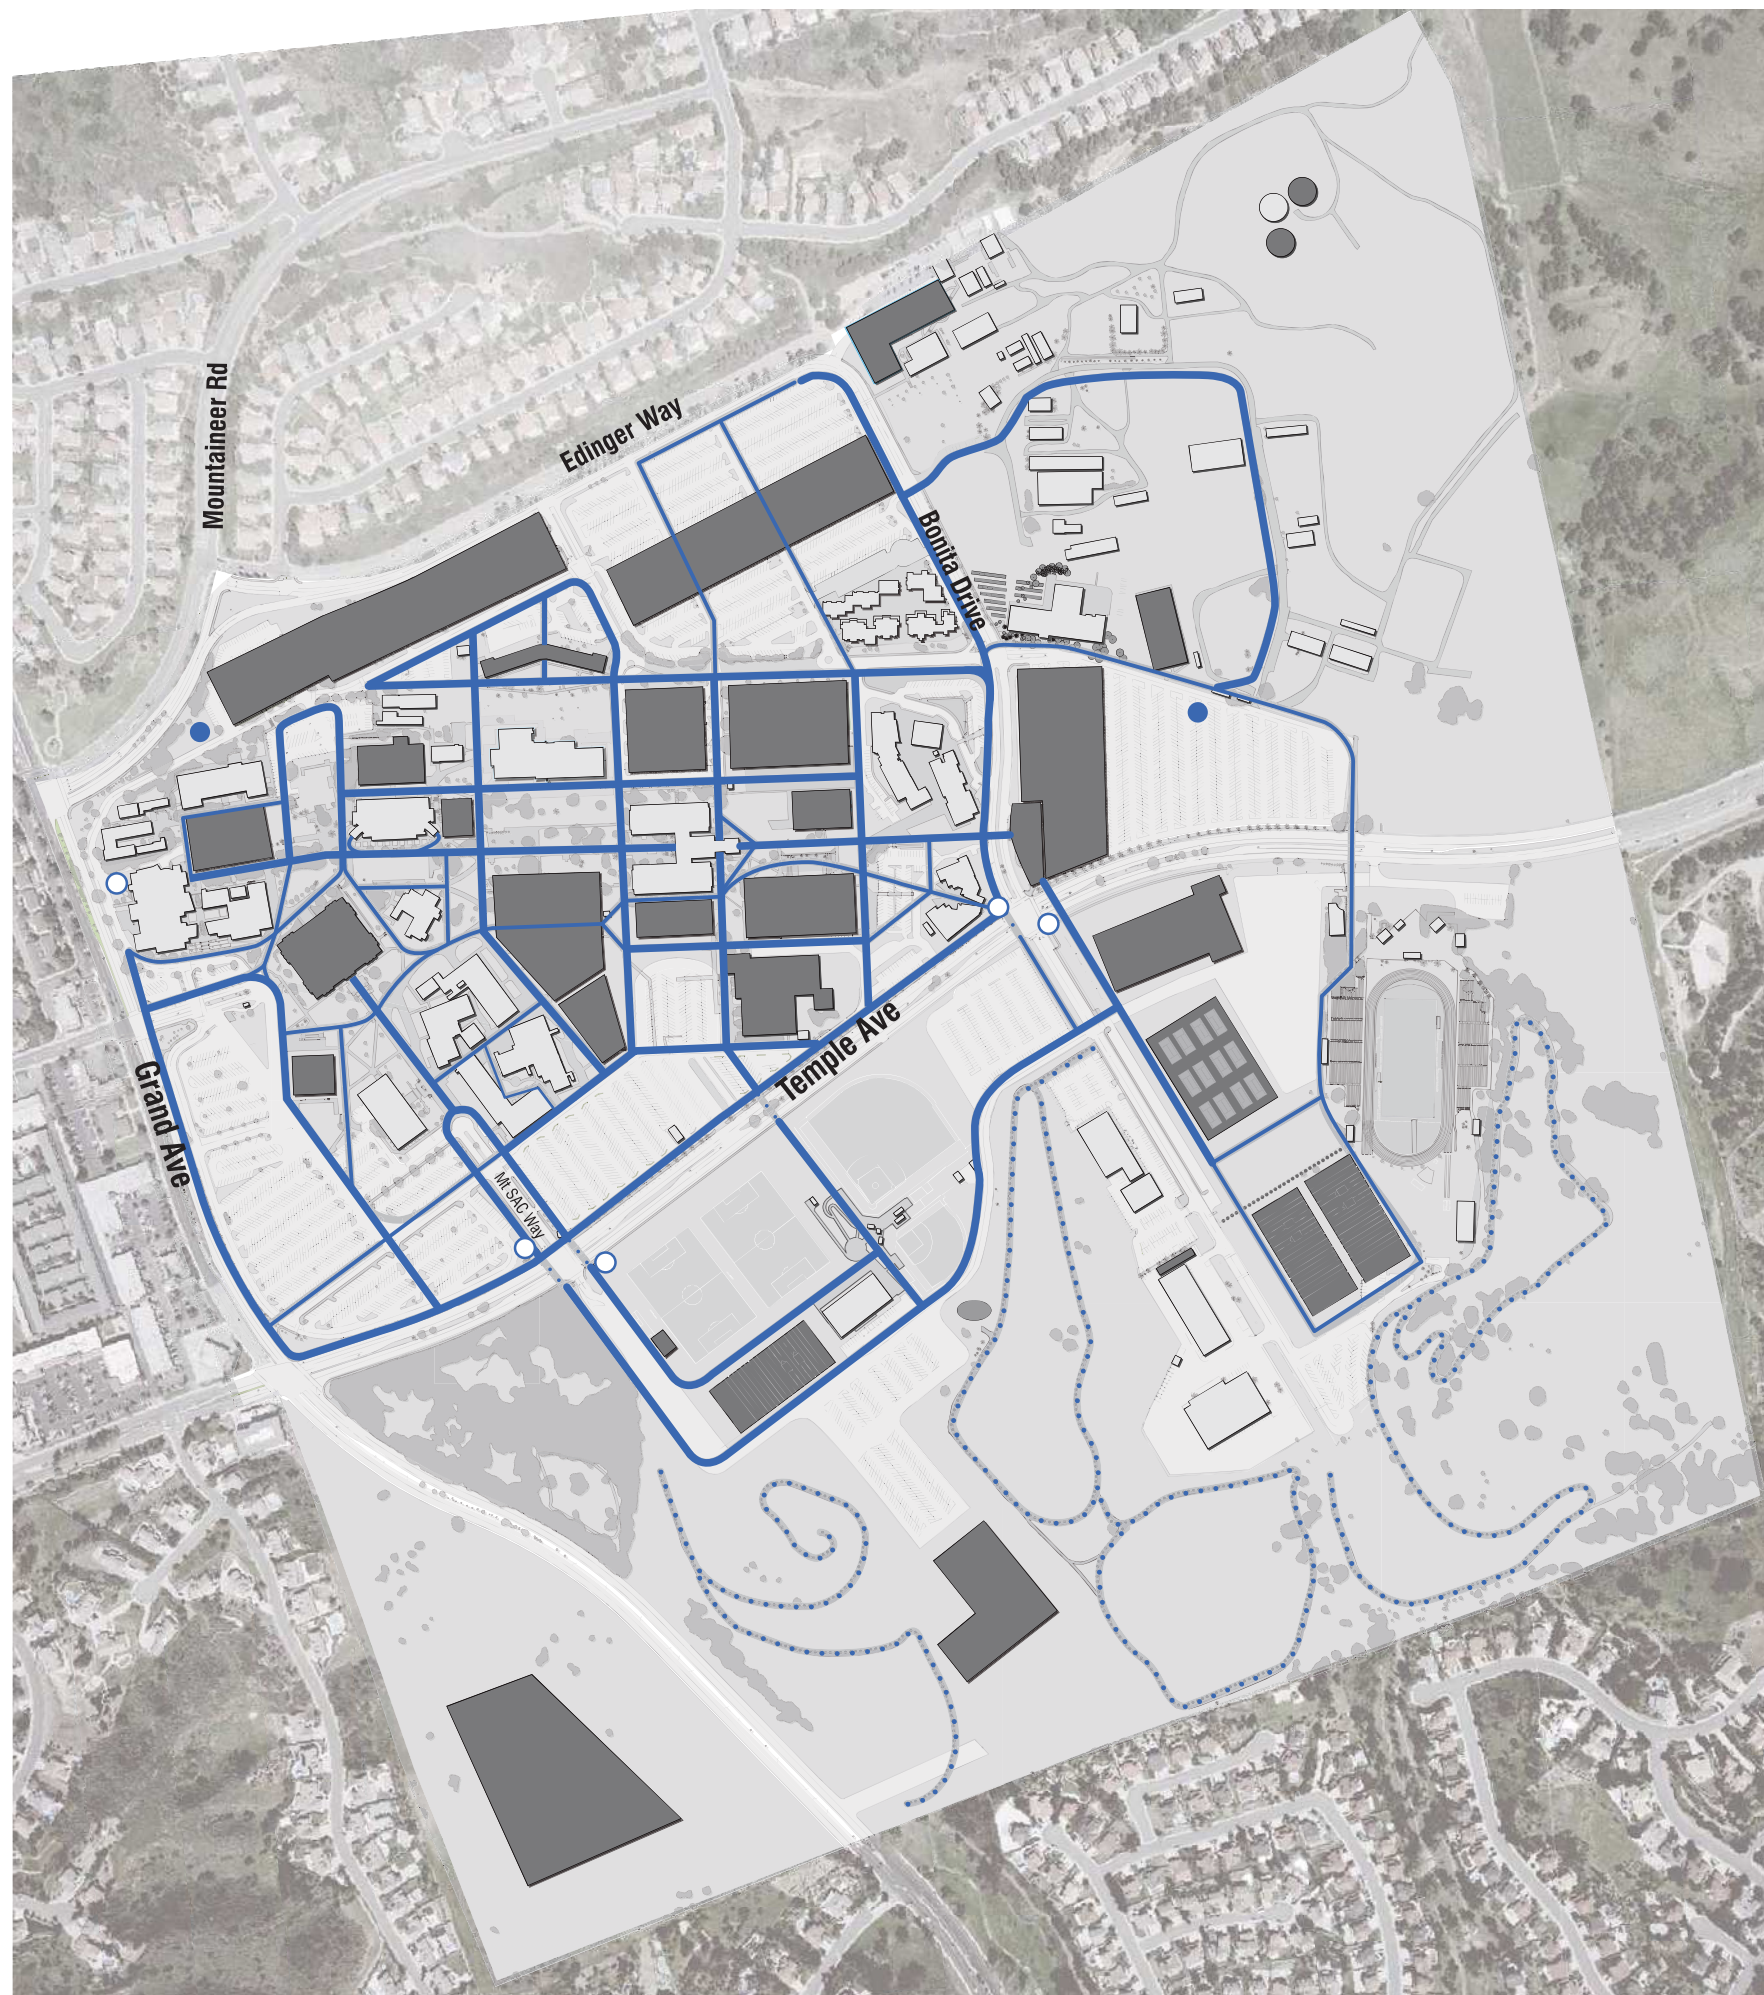 Mountaineer Rd
Edinger Way
Bonita Drive
Temple Ave
Grand Ave
Mt SAC Way